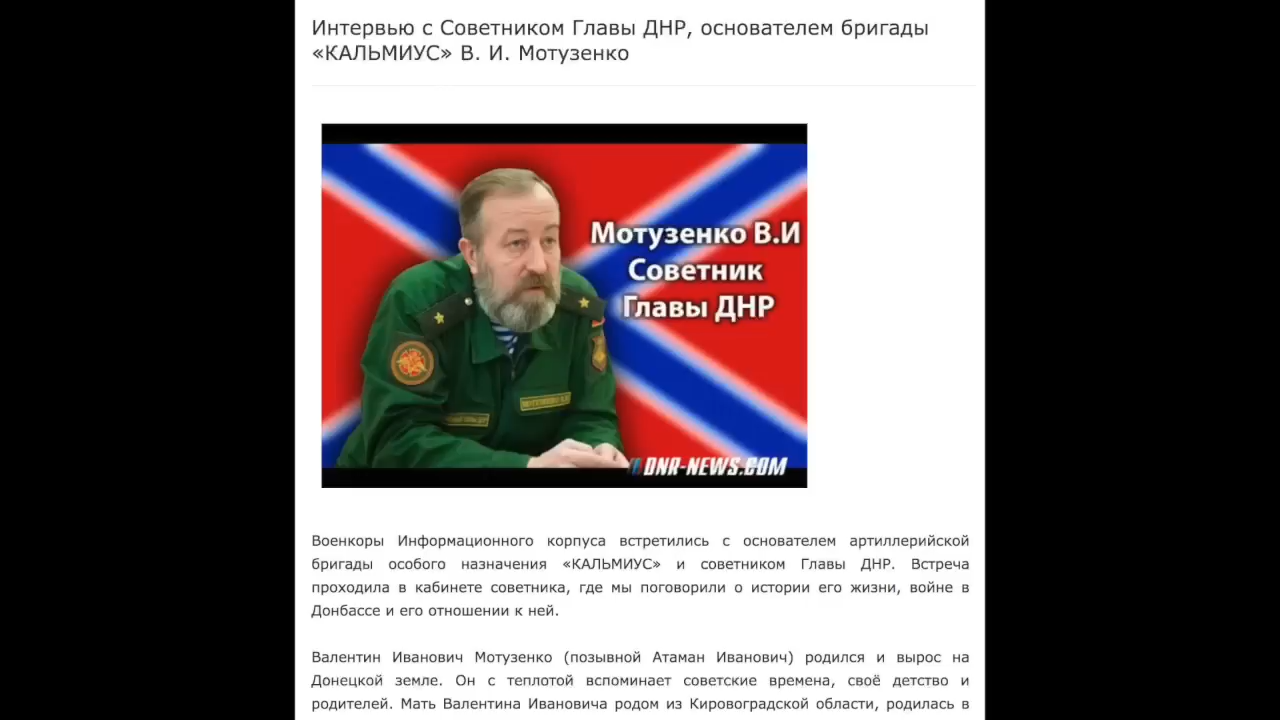 Интервью с Советником Главы ДНР, основателем бригады
«КАЛЬМИУС» В. И. Мотузенко
Мотузенко В.И
Советник
Главы ДНР
DNR-NEWS.COM
Военкоры Информационного корпуса встретились с основателем артиллерийской
бригады особого назначения «КАЛЬМИУС» и советником Главы ДНР. Встреча
проходила в кабинете советника, где мы поговорили о истории его жизни, войне в
Донбассе и его отношении к ней.
Валентин Иванович Мотузенко (позывной Атаман Иванович) родился и вырос на
Донецкой земле. Он с теплотой вспоминает советские времена, своё детство и
родителей. Мать Валентина Ивановича родом из Кировоградской области, родилась в